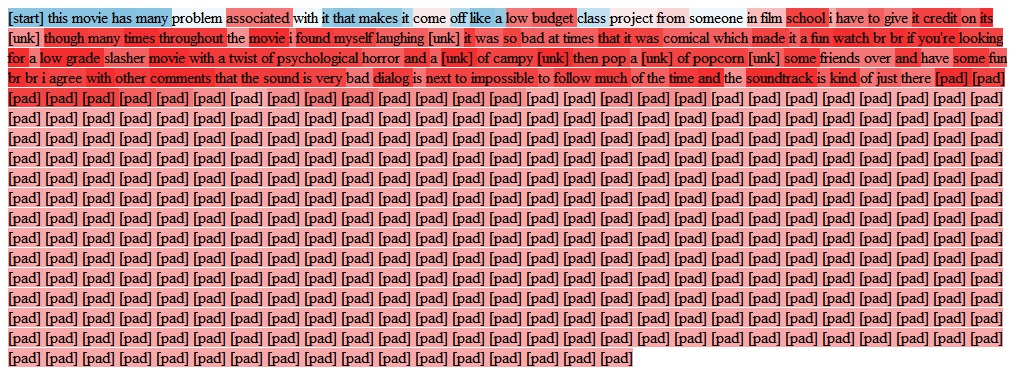 [start] this movie has many problem associated with it that makes it come off like a low budget class project from someone in film school i have to give it credit on its
[unk] though many times throughout the movie i found myself laughing [unk] it was so bad at times that it was comical which made it a fun watch br br if you're looking
for a low grade slasher movie with a twist of psychological horror and a [unk] of campy [unk] then pop a [unk] of popcorn [unk] some friends over and have some fun
br br i agree with other comments that the sound is very bad dialog is next to impossible to follow much of the time and the soundtrack is kind of just there [pad] [pad]
[pad] [pad] [pad] [pad] [pad] [pad] [pad] [pad] [pad] [pad] [pad] [pad] [pad] [pad] [pad] [pad] [pad] [pad] [pad] [pad] [pad] [pad] [pad] [pad] [pad] [pad] [pad]
[pad] [pad] [pad] [pad] [pad] [pad] [pad] [pad] [pad] [pad] [pad] [pad] [pad] [pad] [pad] [pad] [pad] [pad] [pad] [pad] [pad] [pad] [pad] [pad] [pad] [pad] [pad]
[pad] [pad] [pad] [pad] [pad] [pad] [pad] [pad] [pad] [pad] [pad] [pad] [pad] [pad] [pad] [pad] [pad] [pad] [pad] [pad] [pad] [pad] [pad] [pad] [pad] [pad] [pad]
[pad] [pad] [pad] [pad] [pad] [pad] [pad] [pad] [pad] [pad] [pad] [pad] [pad] [pad] [pad] [pad] [pad] [pad] [pad] [pad] [pad] [pad] [pad] [pad] [pad] [pad] [pad]
[pad] [pad] [pad] [pad] [pad] [pad] [pad] [pad] [pad] [pad] [pad] [pad] [pad] [pad] [pad] [pad] [pad] [pad] [pad] [pad] [pad] [pad] [pad] [pad] [pad] [pad] [pad]
[pad] [pad] [pad] [pad] [pad] [pad] [pad] [pad] [pad] [pad] [pad] [pad] [pad] [pad] [pad] [pad] [pad] [pad] [pad] [pad] [pad] [pad] [pad] [pad] [pad] [pad] [pad]
[pad] [pad] [pad] [pad] [pad] [pad] [pad] [pad] [pad] [pad] [pad] [pad] [pad] [pad] [pad] [pad] [pad] [pad] [pad] [pad] [pad] [pad] [pad] [pad] [pad] [pad] [pad]
[pad] [pad] [pad] [pad] [pad] [pad] [pad] [pad] [pad] [pad] [pad] [pad] [pad] [pad] [pad] [pad] [pad] [pad] [pad] [pad] [pad] [pad] [pad] [pad] [pad] [pad] [pad]
[pad] [pad] [pad] [pad] [pad] [pad] [pad] [pad] [pad] [pad] [pad] [pad] [pad] [pad] [pad] [pad] [pad] [pad] [pad] [pad] [pad] [pad] [pad] [pad] [pad] [pad] [pad]
[pad] [pad] [pad] [pad] [pad] [pad] [pad] [pad] [pad] [pad] [pad] [pad] [pad] [pad] [pad] [pad] [pad] [pad] [pad] [pad] [pad] [pad] [pad] [pad] [pad] [pad] [pad]
[pad] [pad] [pad] [pad] [pad] [pad] [pad] [pad] [pad] [pad] [pad] [pad] [pad] [pad] [pad] [pad] [pad] [pad] [pad] [pad] [pad] [pad] [pad] [pad] [pad] [pad] [pad]
[pad] [pad] [pad] [pad] [pad] [pad] [pad] [pad] [pad] [pad] [pad] [pad] [pad] [pad] [pad] [pad] [pad] [pad] [pad] [pad] [pad] [pad] [pad] [pad] [pad] [pad] [pad]
[pad] [pad] [pad] [pad] [pad] [pad] [pad] [pad] [pad] [pad] [pad] [pad] [pad] [pad] [pad] [pad] [pad] [pad] [pad] [pad] [pad] [pad] [pad] [pad] [pad] [pad] [pad]
[pad] [pad] [pad] [pad] [pad] [pad] [pad] [pad] [pad] [pad] [pad] [pad] [pad] [pad] [pad] [pad] [pad]